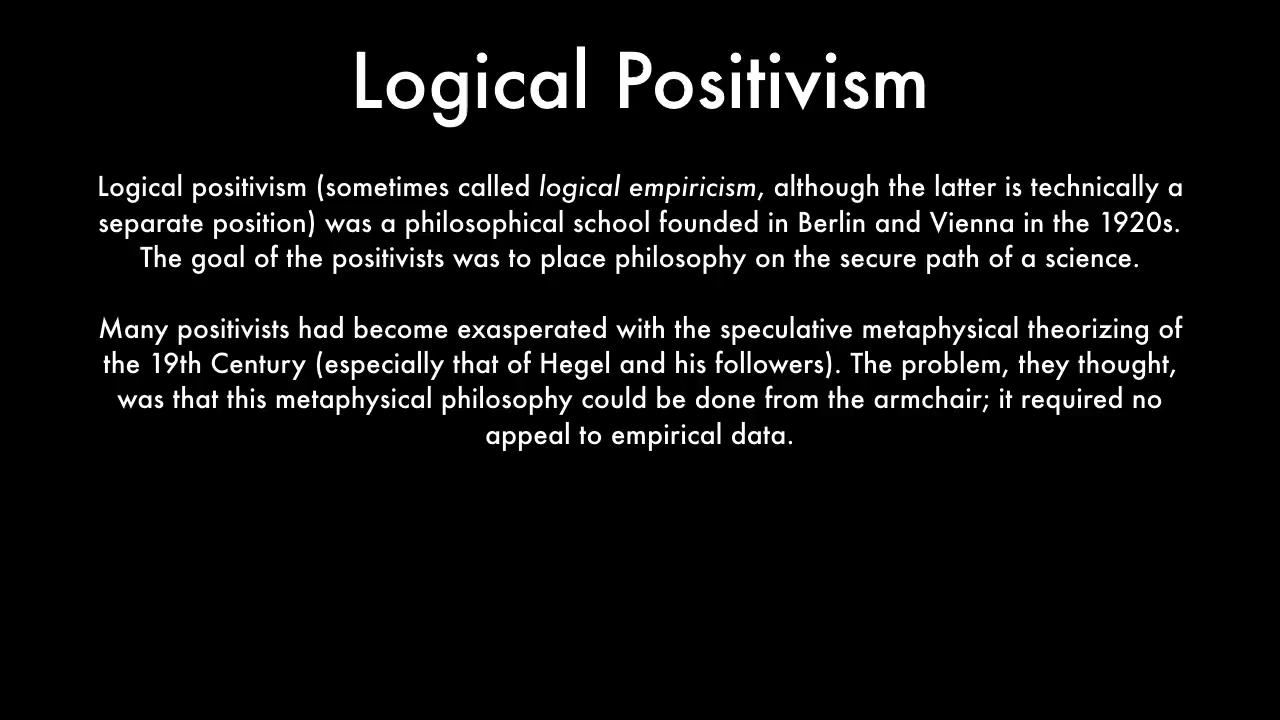 Logical Positivism
Logical positivism (sometimes called logical empiricism, although the latter is technically a
separate position) was a philosophical school founded in Berlin and Vienna in the 1920s.
The goal of the positivists was to place philosophy on the secure path of a science.
Many positivists had become exasperated with the speculative metaphysical theorizing of
the 19th Century (especially that of Hegel and his followers). The problem, they thought,
was that this metaphysical philosophy could be done from the armchair; it required no
appeal to empirical data.